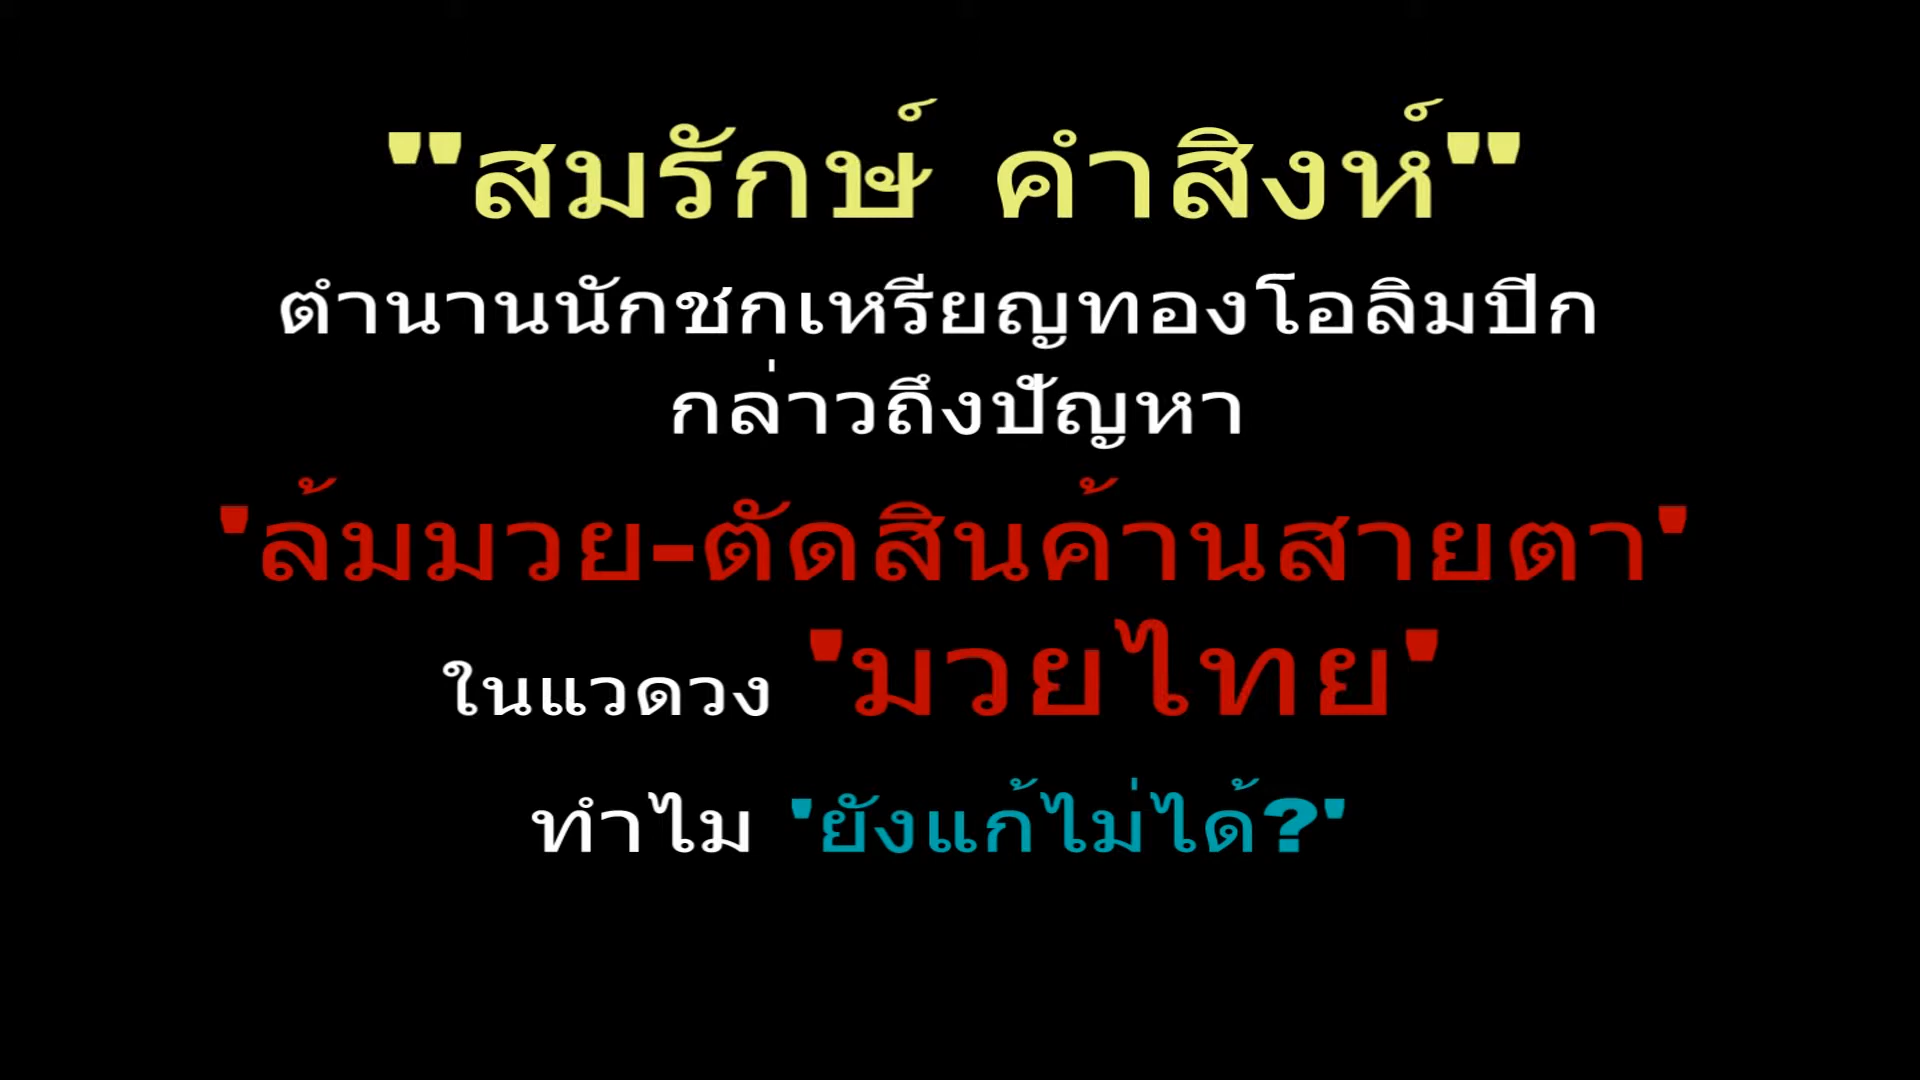 "สมรักษ์ คำสิงห์"
ตำนานนักชกเหรียญทองโอลิมปิก
กล่าวถึงปัญหา
'ล้มมวย-ตัดสินค้านสายตา'
ในแวดวง 'มวยไทย'
ทำไม 'ยังแก้ไม่ได้?'